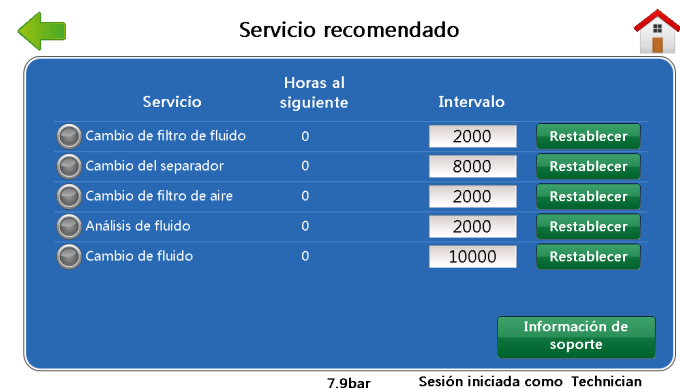 Servicio recomendado
Servicio
Horas al
siguiente
Intervalo
Cambio de filtro de fluido 0 2000 Restablecer
Cambio del separador 0 8000 Restablecer
Cambio de filtro de aire 0 2000 Restablecer
Análisis de fluido 0 2000 Restablecer
Cambio de fluido 0 10000 Restablecer
Información de
soporte
7.9bar Sesión iniciada como Technician